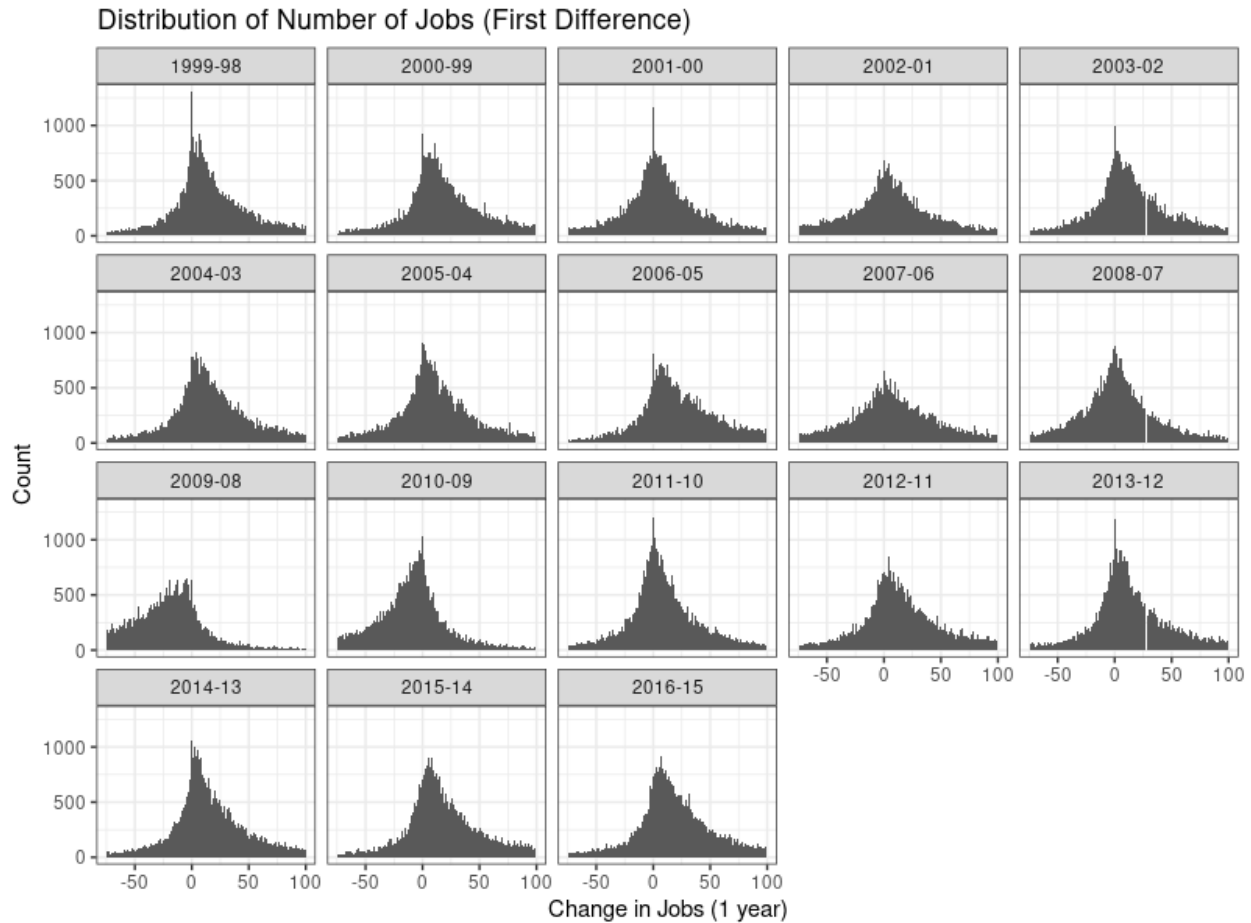 Distribution of Number of Jobs (First Difference)
1999-98 2000-99 2001-00 2002-01 2003-02
1000
500
0
2004-03 2005-04 2006-05 2007-06 2008-07
1000
500
0
Count
2009-08 2010-09 2011-10 2012-11 2013-12
1000
500
0
-50 0 50 100 -50 0 50 100
2014-13 2015-14 2016-15
1000
500
0
-50 0 50 100 -50 0 50 100 -50 0 50 100
Change in Jobs (1 year)